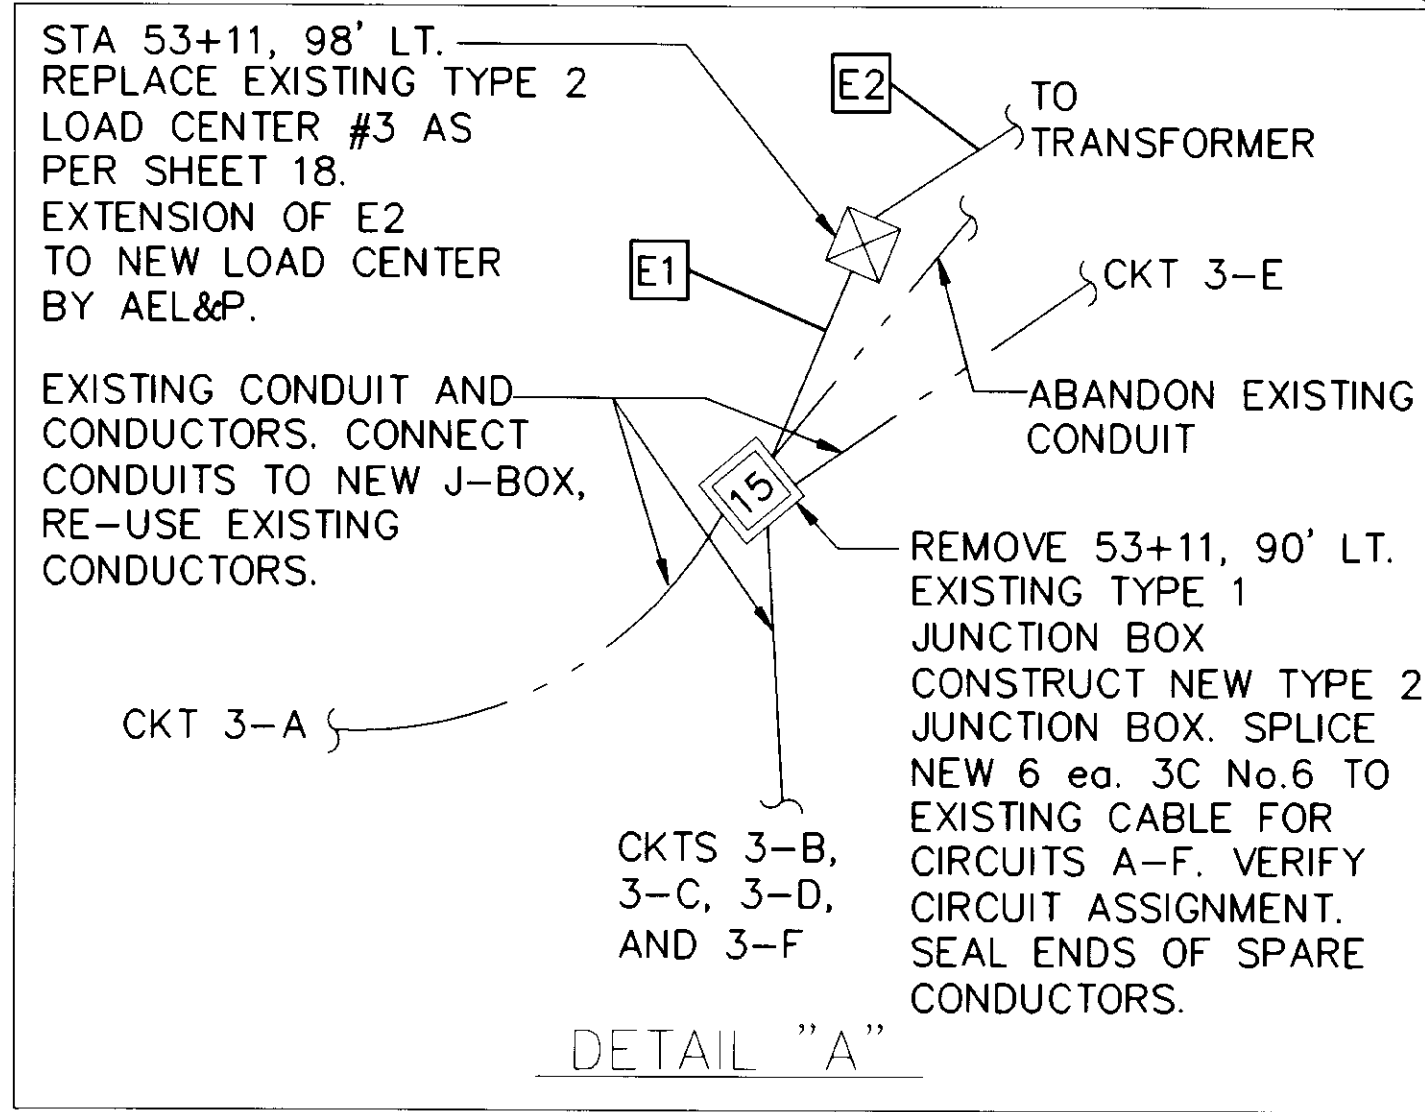 STA 53+11, 98' LT.
REPLACE EXISTING TYPE 2
LOAD CENTER #3 AS
PER SHEET 18.
EXTENSION OF E2
TO NEW LOAD CENTER
BY AEL&P.
E2
TO
TRANSFORMER
E1
CKT 3-E
EXISTING CONDUIT AND
CONDUCTORS. CONNECT
CONDUITS TO NEW J-BOX,
RE-USE EXISTING
CONDUCTORS.
ABANDON EXISTING
CONDUIT
15
REMOVE 53+11, 90' LT.
EXISTING TYPE 1
JUNCTION BOX
CONSTRUCT NEW TYPE 2
JUNCTION BOX. SPLICE
NEW 6 ea. 3C No.6 TO
EXISTING CABLE FOR
CIRCUITS A-F. VERIFY
CIRCUIT ASSIGNMENT.
SEAL ENDS OF SPARE
CONDUCTORS.
CKT 3-A
CKTS 3-B,
3-C, 3-D,
AND 3-F
DETAIL "A"